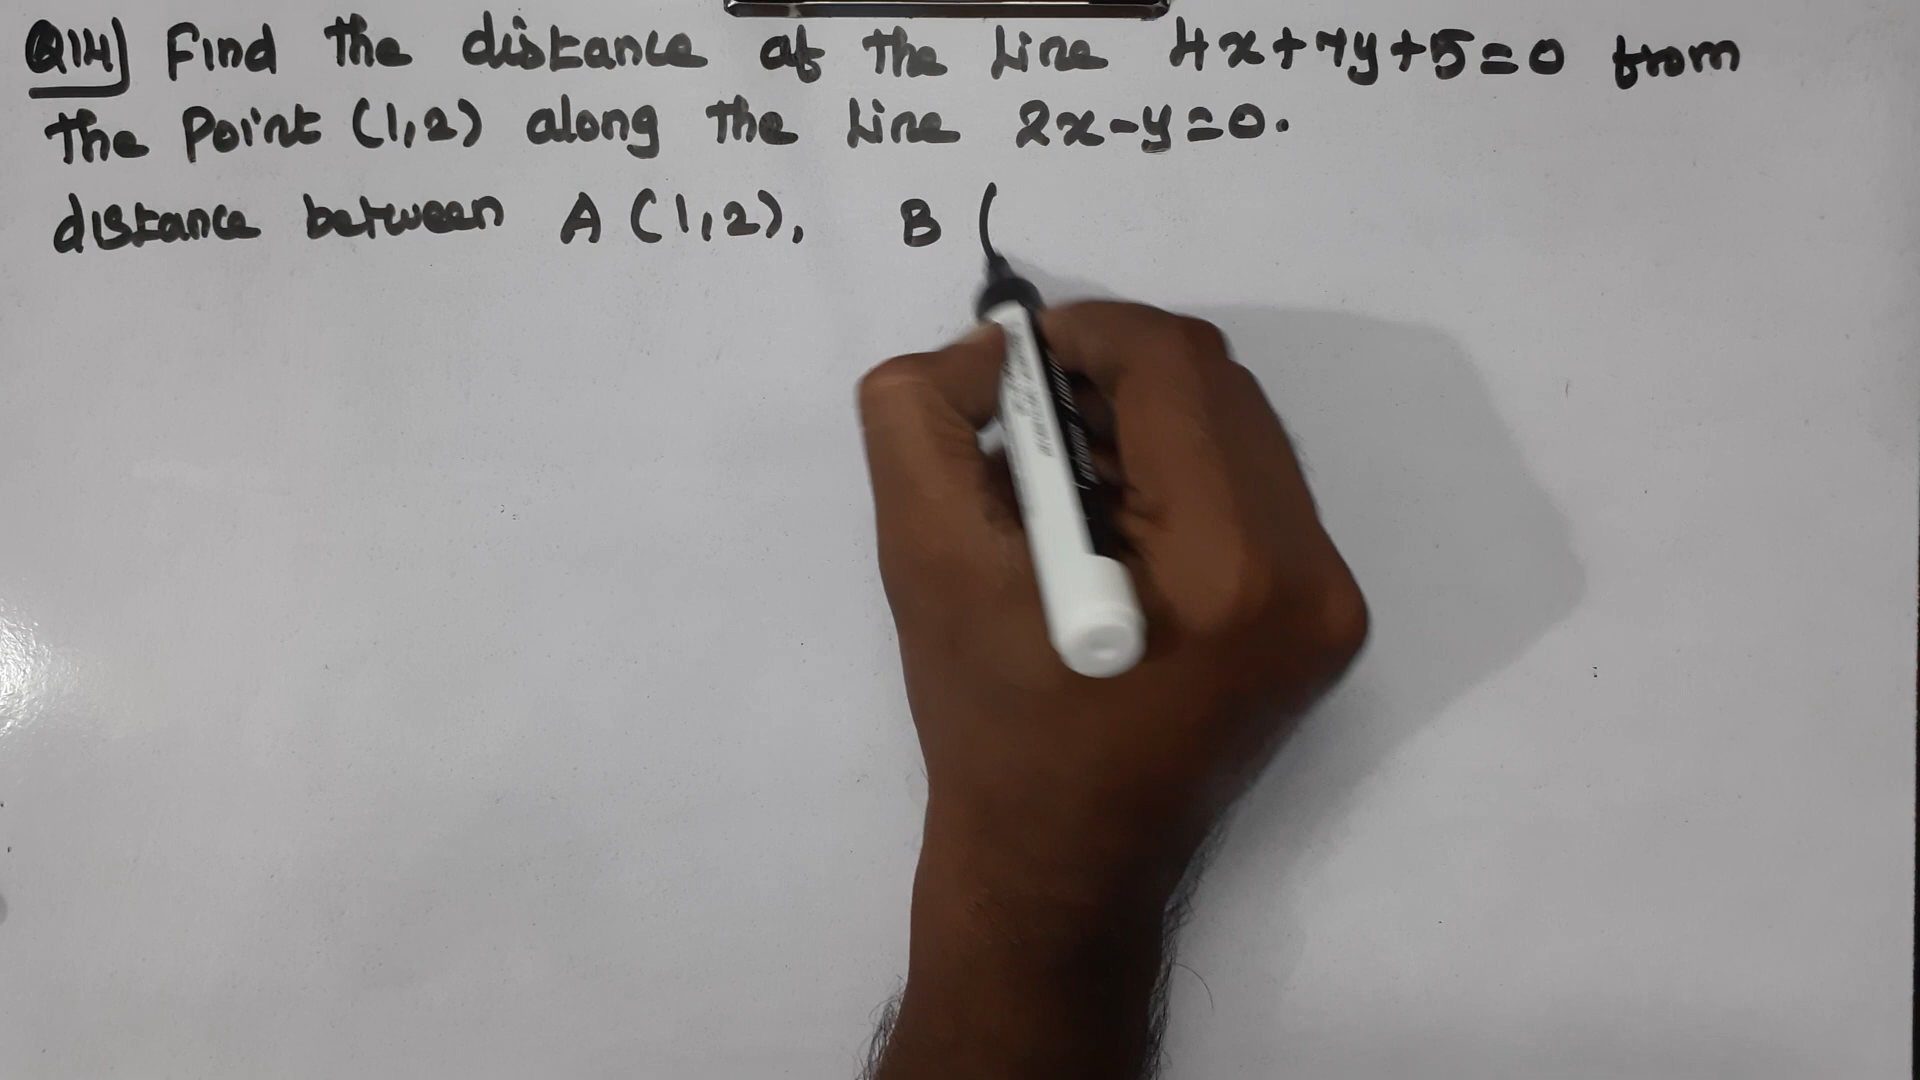 Q14) Find the distance of the line 4x+7y+5=0 from
the point (1,2) along the line 2x-y=0.
distance between A (1,2), B (